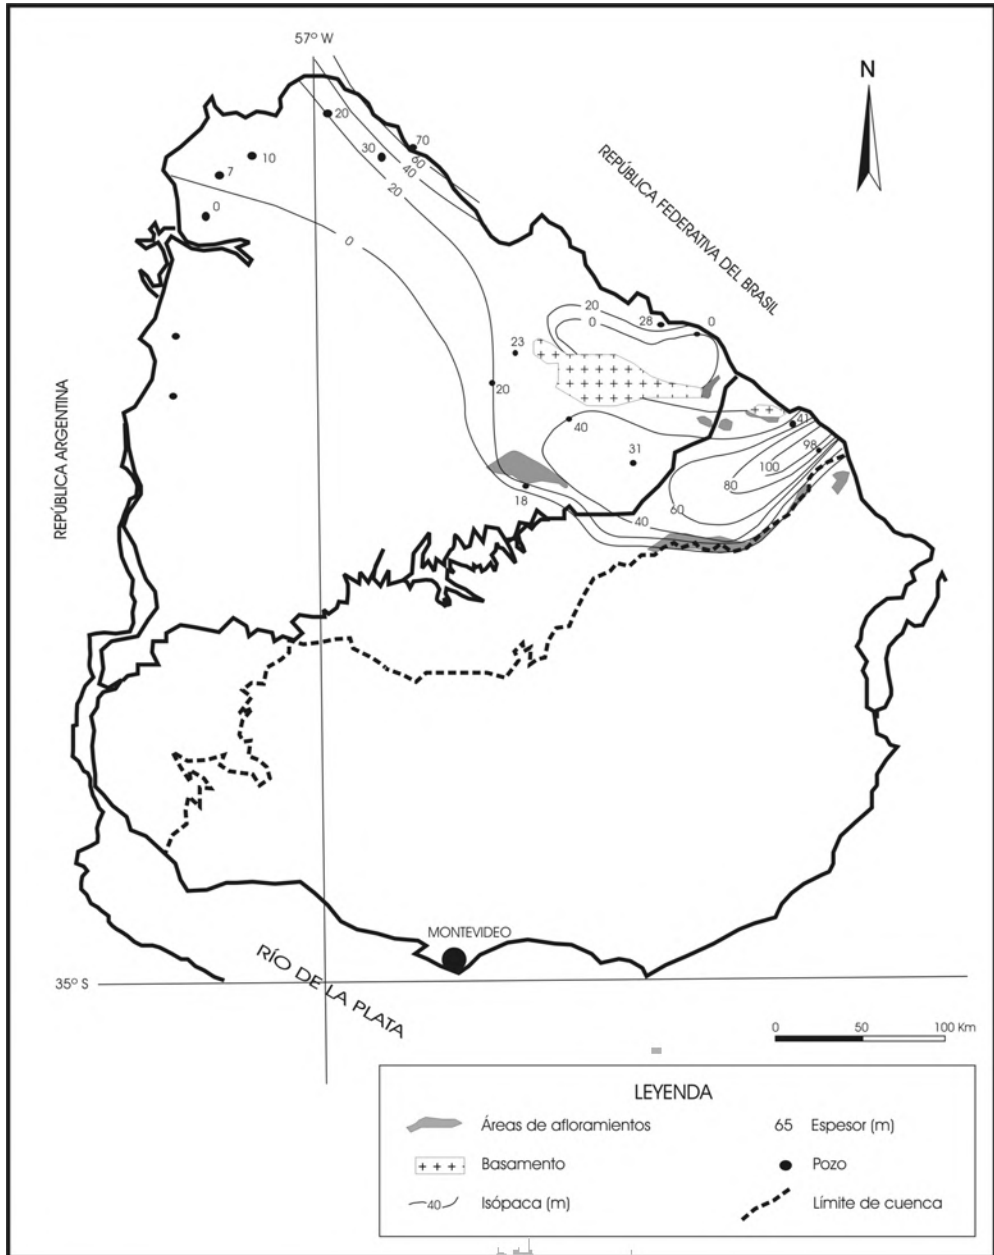 57º W
N
20
70
30
60
10
40
7
20
0
0
REPÚBLICA FEDERATIVA DEL BRASIL
20
28
0
0
23
REPÚBLICA ARGENTINA
20
40
41
98
31
100
80
18
60
40
MONTEVIDEO
RÍO DE LA PLATA
35º S
0 50 100 Km
LEYENDA
Áreas de afloramientos
65 Espesor (m)
Basamento
Pozo
40 Isópaca (m)
Límite de cuenca